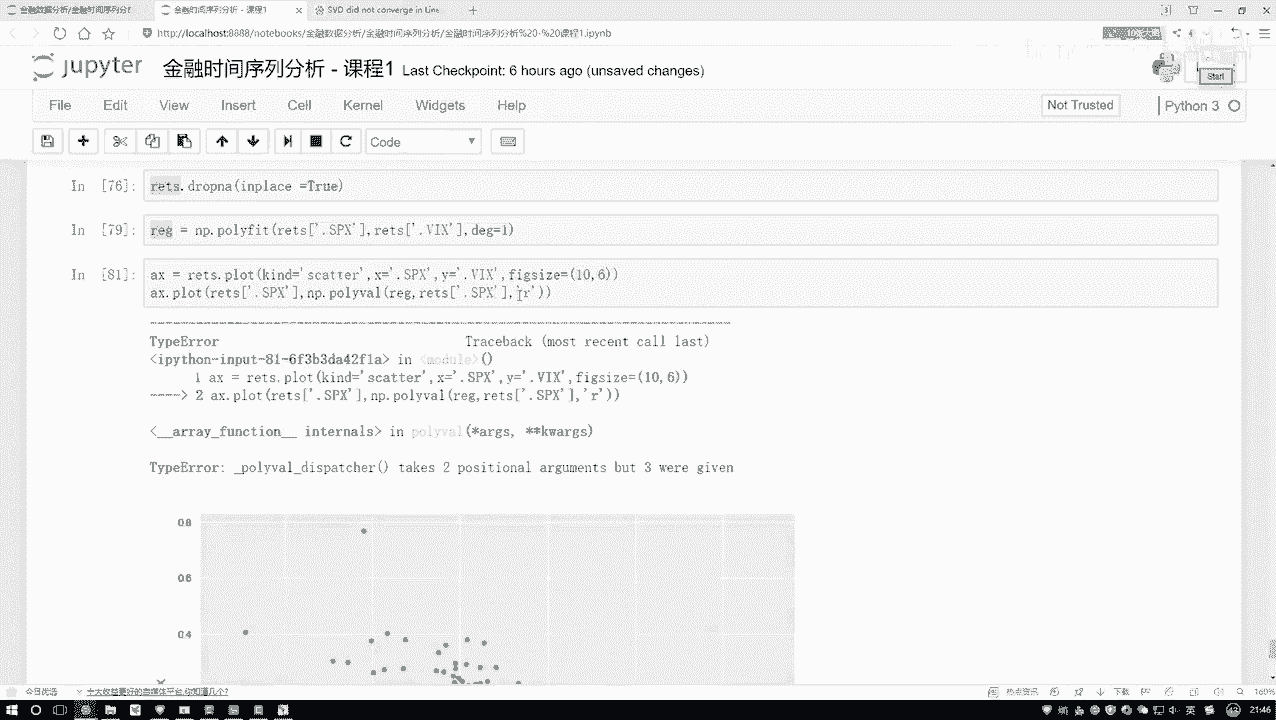 金融数据分析/金融时间序列分析
金融时间序列分析 - 课程1
SVD did not converge in Line
http://localhost:8888/notebooks/金融数据分析/金融时间序列分析/金融时间序列分析%20-%20课程1.ipynb
jupyter 金融时间序列分析 - 课程1 Last Checkpoint: 6 hours ago (unsaved changes)
Start
File Edit View Insert Cell Kernel Widgets Help
Not Trusted
Python 3
Code
In [76]: rets.dropna(inplace =True)
In [79]: reg = np.polyfit(rets['.SPX'],rets['.VIX'],deg=1)
In [81]: ax = rets.plot(kind='scatter',x='.SPX',y='.VIX',figsize=(10,6))
ax.plot(rets['.SPX'],np.polyval(reg,rets['.SPX'],'r'))
TypeError Traceback (most recent call last)
<ipython-input-81-6f3b3da42f1a> in <module>()
1 ax = rets.plot(kind='scatter',x='.SPX',y='.VIX',figsize=(10,6))
----> 2 ax.plot(rets['.SPX'],np.polyval(reg,rets['.SPX'],'r'))
<__array_function__ internals> in polyval(*args, **kwargs)
TypeError: _polyval_dispatcher() takes 2 positional arguments but 3 were given
0.8
0.6
0.4
今日优选
十大收益更好的自媒体平台,你知道几个?
热点资讯
下载
160%
英
21:46